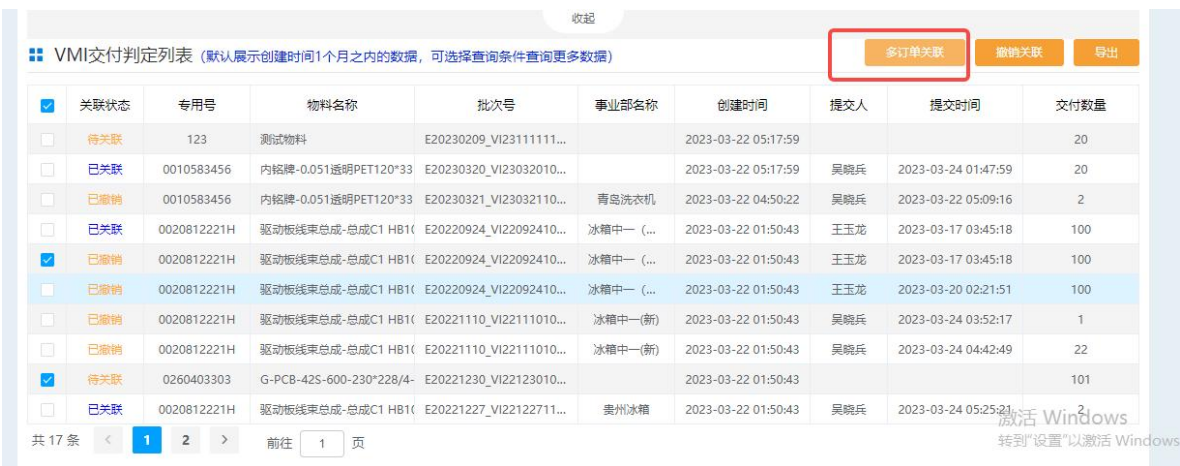 收起
VMI交付判定列表（默认展示创建时间1个月之内的数据，可选择查询条件查询更多数据） 多订单关联 撤销关联 导出
关联状态 专用号 物料名称 批次号 事业部名称 创建时间 提交人 提交时间 交付数量
待关联 123 测试物料 E20230209_VI23111111... 2023-03-22 05:17:59 20
已关联 0010583456 内铭牌-0.051透明PET120*33 E20230320_VI23032010... 2023-03-22 05:17:59 吴晓兵 2023-03-24 01:47:59 20
已撤销 0010583456 内铭牌-0.051透明PET120*33 E20230321_VI23032110... 青岛洗衣机 2023-03-22 04:50:22 吴晓兵 2023-03-22 05:09:16 2
已关联 0020812221H 驱动板线束总成-总成C1 HB1( E20220924_VI22092410... 冰箱中一 (... 2023-03-22 01:50:43 王玉龙 2023-03-17 03:45:18 100
已撤销 0020812221H 驱动板线束总成-总成C1 HB1( E20220924_VI22092410... 冰箱中一 (... 2023-03-22 01:50:43 王玉龙 2023-03-17 03:45:18 100
已撤销 0020812221H 驱动板线束总成-总成C1 HB1( E20220924_VI22092410... 冰箱中一 (... 2023-03-22 01:50:43 王玉龙 2023-03-20 02:21:51 100
已撤销 0020812221H 驱动板线束总成-总成C1 HB1( E20221110_VI22111010... 冰箱中一(新) 2023-03-22 01:50:43 吴晓兵 2023-03-24 03:52:17 1
已撤销 0020812221H 驱动板线束总成-总成C1 HB1( E20221110_VI22111010... 冰箱中一(新) 2023-03-22 01:50:43 吴晓兵 2023-03-24 04:42:49 22
待关联 0260403303 G-PCB-42S-600-230*228/4- E20221230_VI22123010... 2023-03-22 01:50:43 101
已关联 0020812221H 驱动板线束总成-总成C1 HB1( E20221227_VI22122711... 贵州冰箱 2023-03-22 01:50:43 吴晓兵 2023-03-24 05:25:21 2
激活 Windows
共 17 条 < 1 2 > 前往 1 页
转到"设置"以激活 Windows